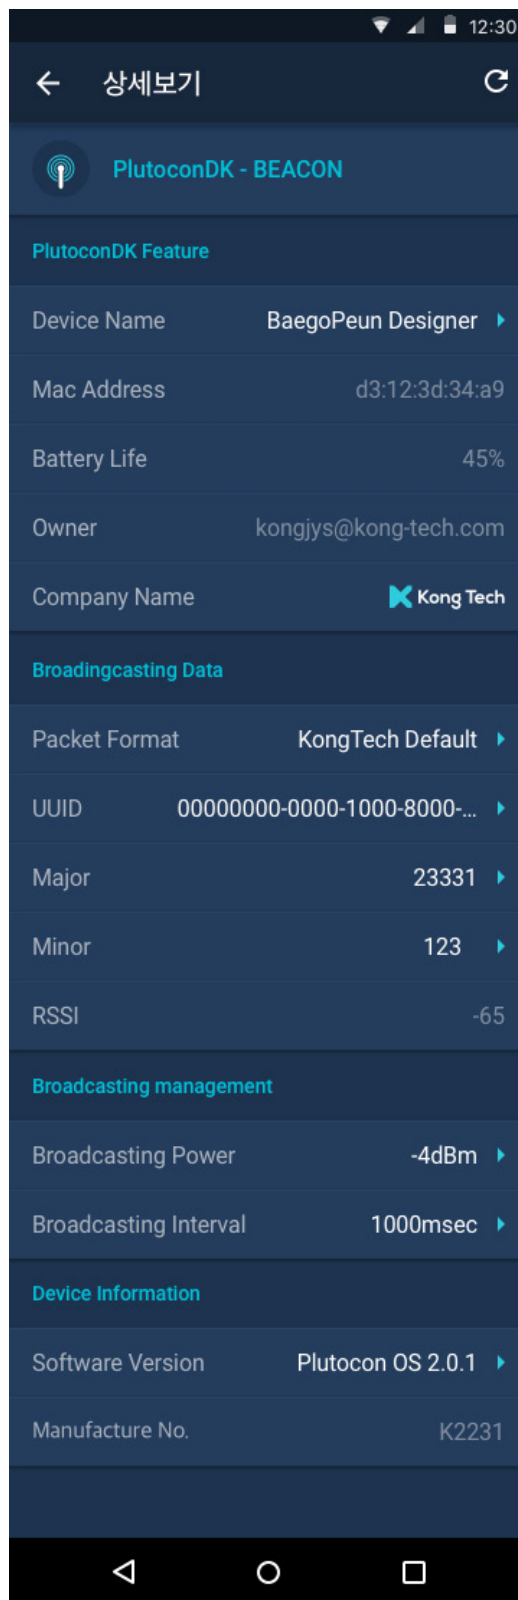 12:30
상세보기
PlutoconDK - BEACON
PlutoconDK Feature
Device Name BaegoPeun Designer
Mac Address d3:12:3d:34:a9
Battery Life 45%
Owner kongjys@kong-tech.com
Company Name Kong Tech
Broadingcasting Data
Packet Format KongTech Default
UUID 00000000-0000-1000-8000-...
Major 23331
Minor 123
RSSI -65
Broadcasting management
Broadcasting Power -4dBm
Broadcasting Interval 1000msec
Device Information
Software Version Plutocon OS 2.0.1
Manufacture No. K2231